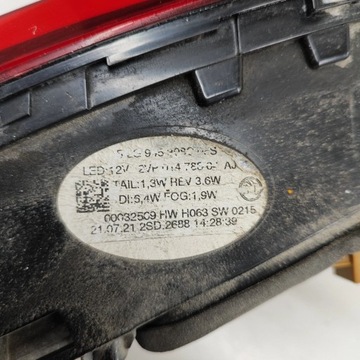 LED 12V
TAIL:1,3W REV 3,6W
DI:6,4W FOG:1,9W
00032509 HW H063 SW 0215
21.07.21 2SD.2688 14:28:39